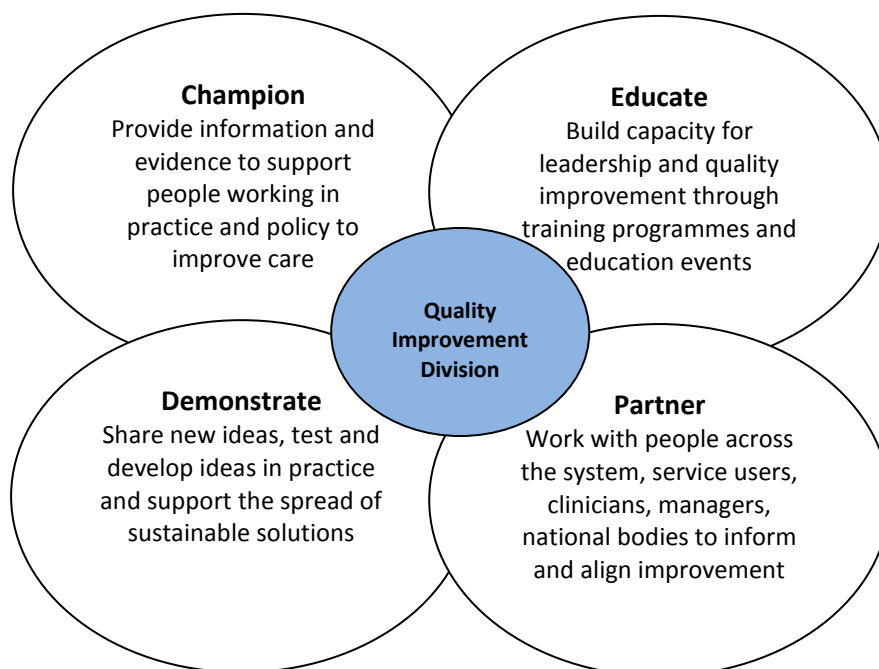 Champion
Provide information and
evidence to support
people working in
practice and policy to
improve care
Educate
Build capacity for
leadership and quality
improvement through
training programmes and
education events
Quality
Improvement
Division
Demonstrate
Share new ideas, test and
develop ideas in practice
and support the spread of
sustainable solutions
Partner
Work with people across
the system, service users,
clinicians, managers,
national bodies to inform
and align improvement